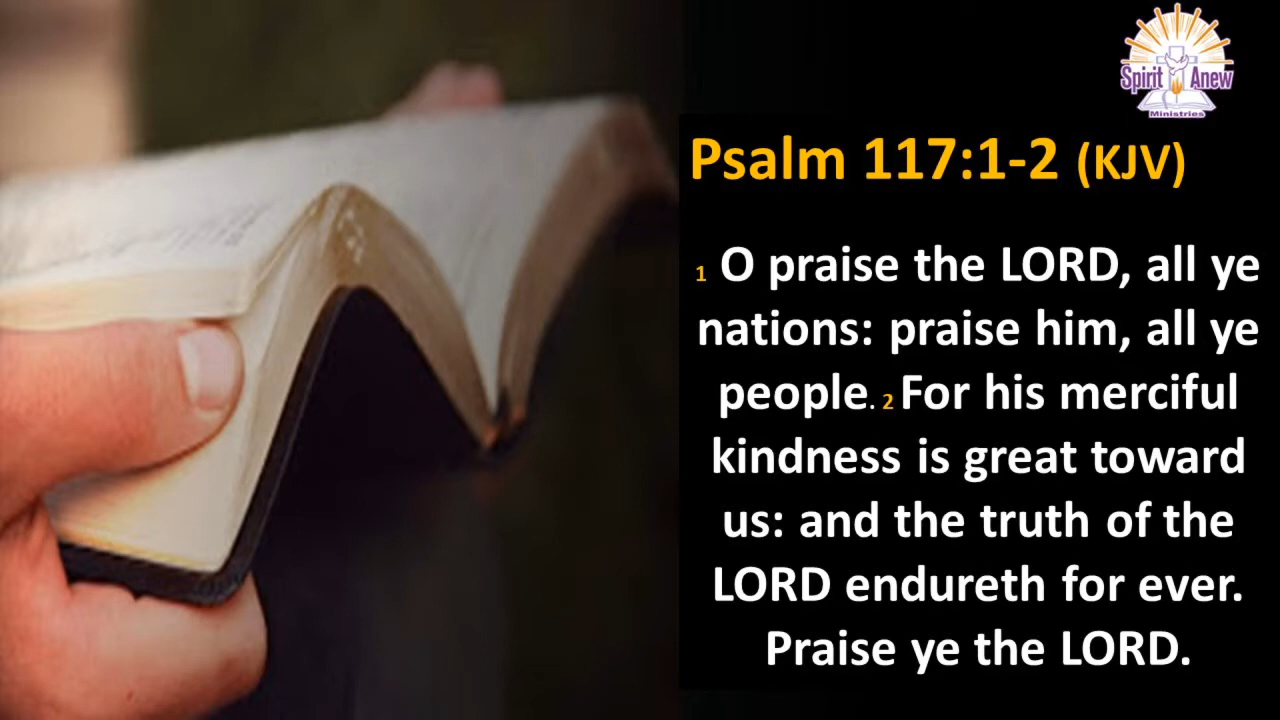 Spirit Anew
Ministries
Psalm 117:1-2 (KJV)
1 O praise the LORD, all ye
nations: praise him, all ye
people. 2 For his merciful
kindness is great toward
us: and the truth of the
LORD endureth for ever.
Praise ye the LORD.